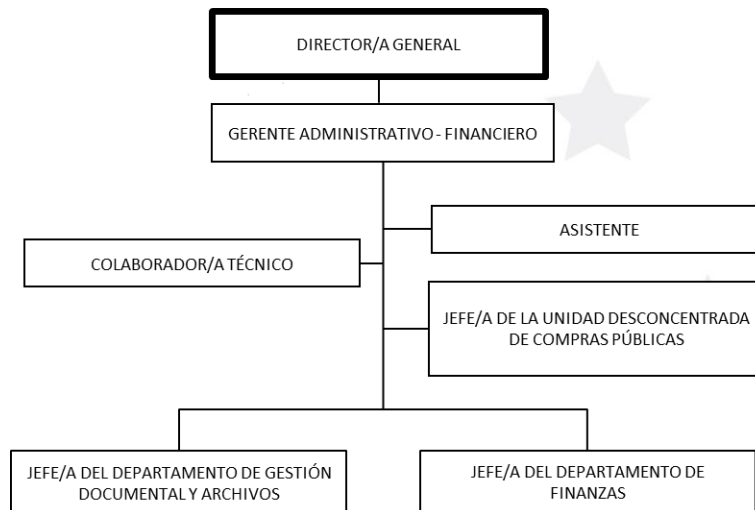 DIRECTOR/A GENERAL
GERENTE ADMINISTRATIVO - FINANCIERO
ASISTENTE
COLABORADOR/A TÉCNICO
JEFE/A DE LA UNIDAD DESCONCENTRADA
DE COMPRAS PÚBLICAS
JEFE/A DEL DEPARTAMENTO DE GESTIÓN
DOCUMENTAL Y ARCHIVOS
JEFE/A DEL DEPARTAMENTO DE
FINANZAS